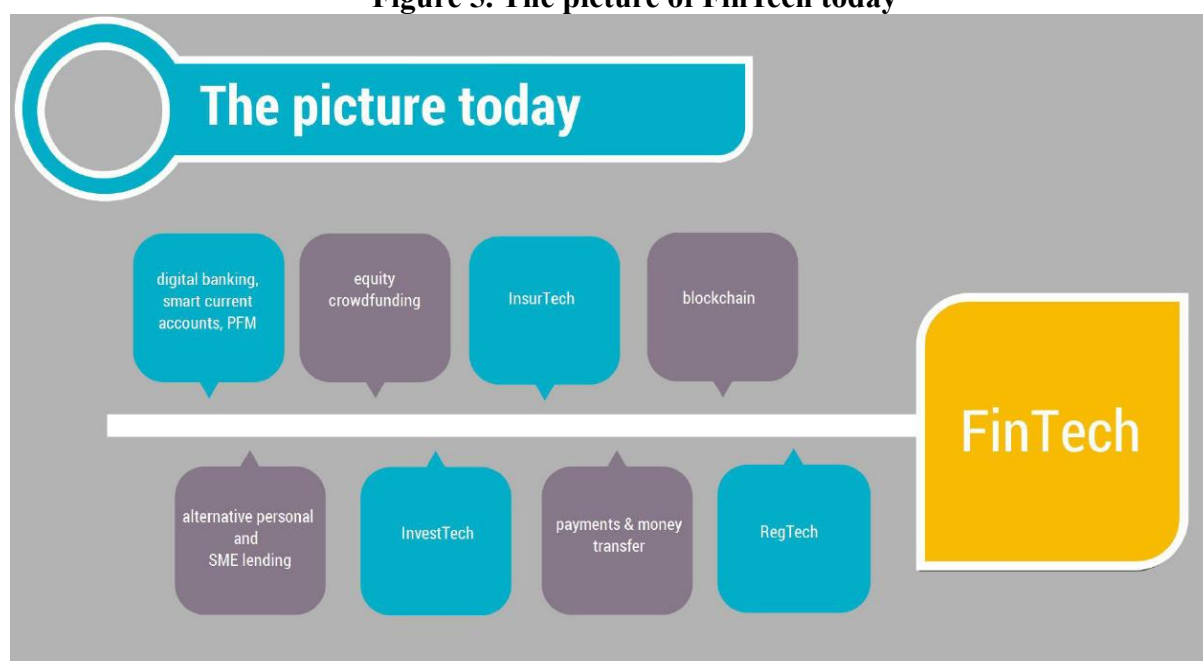 Figure 3. The picture of FinTech today
The picture today
digital banking,
smart current
accounts, PFM
equity
crowdfunding
InsurTech
blockchain
FinTech
alternative personal
and
SME lending
InvestTech
payments & money
transfer
RegTech